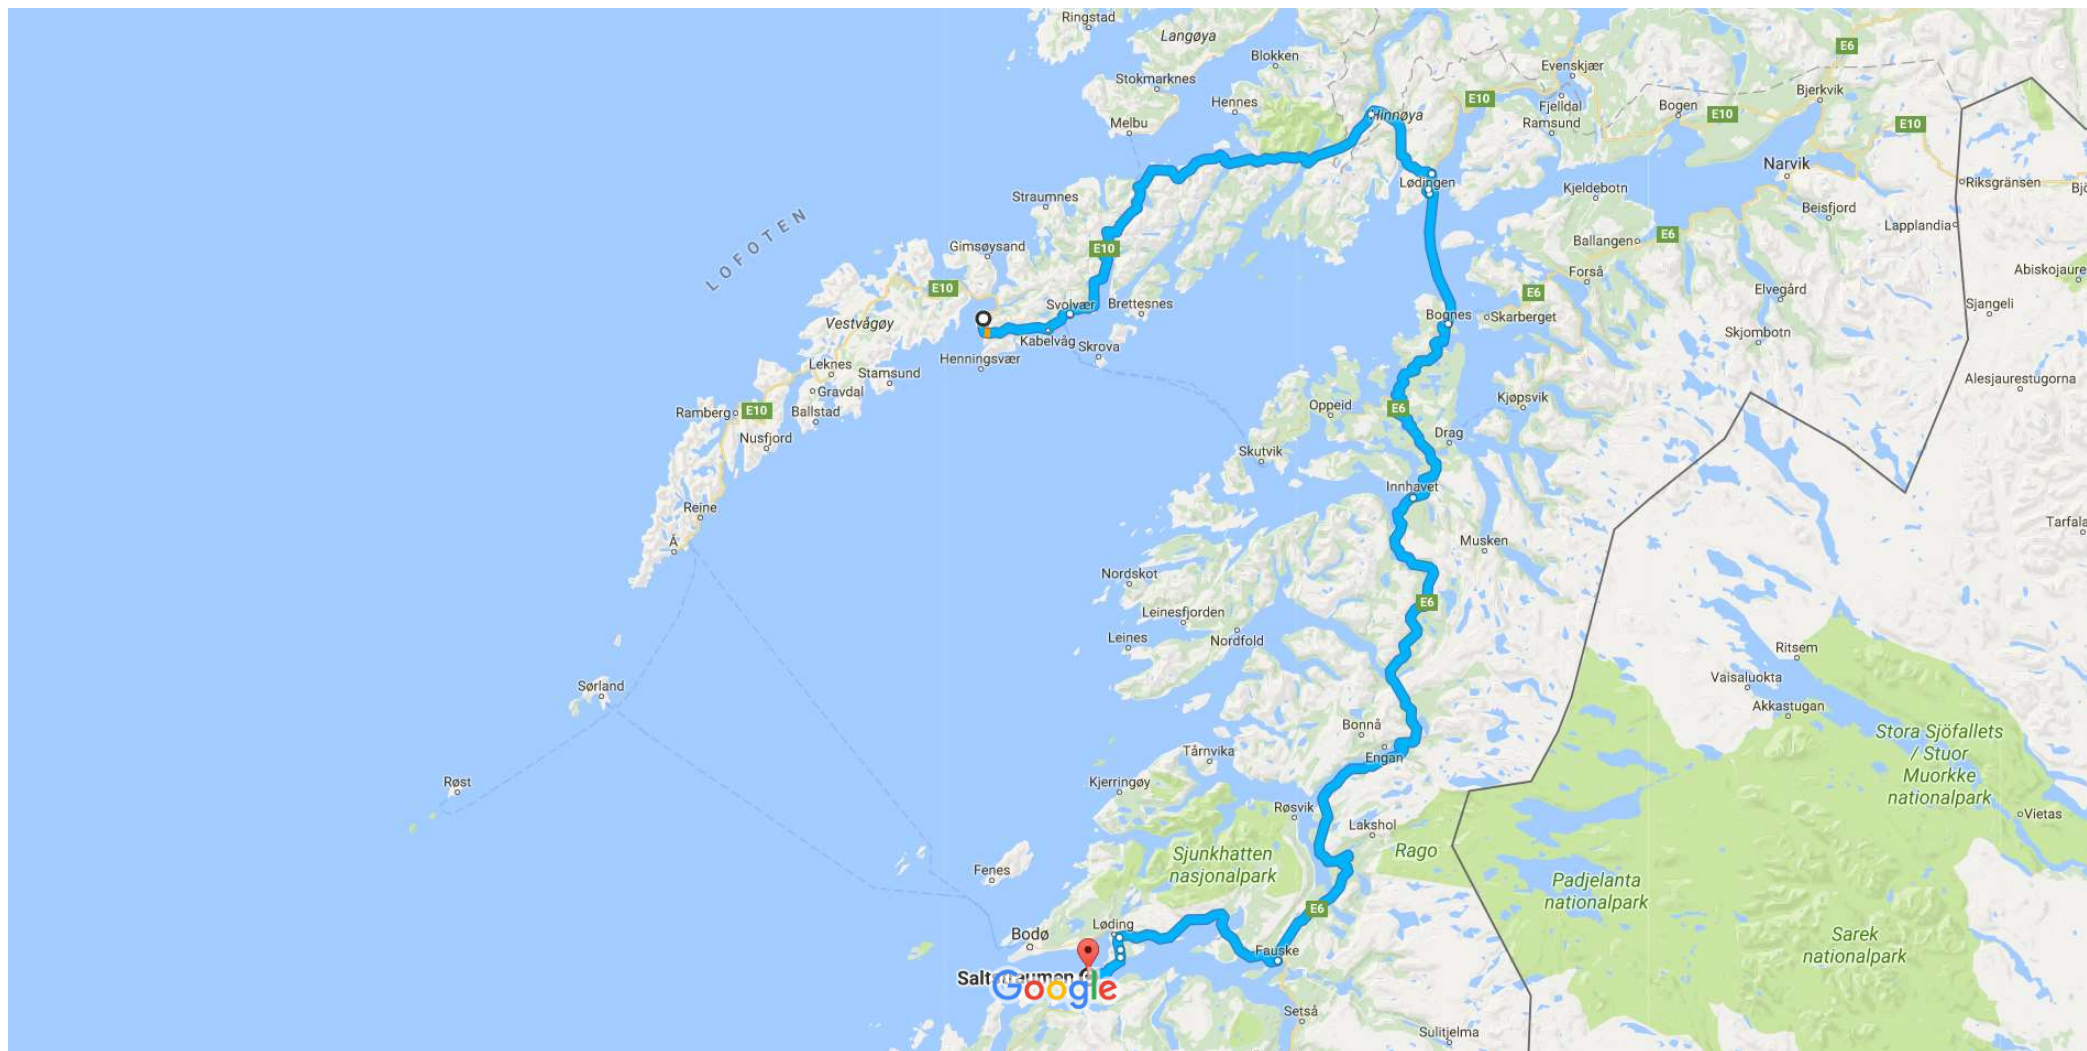 Ringstad
Langøya
Blokken
Stokmarknes
Hennes
Melbu
Hinnøya
E10
Evenskjær
Fjelldal
Ramsund
E6
Bjerkvik
Bogen
E10
E10
Narvik
Riksgränsen
Lødingen
Kjeldebotn
Beisfjord
Lapplandia
Straumnes
LOFOTEN
Gimsøysand
E10
Ballangen
E6
Forså
Abiskojaure
Elvegård
Sjangeli
E10
Svolvær
Brettesnes
E6
Bognes
Skarberget
Skjombotn
Vestvågøy
Kabelvåg
Skrova
Henningsvær
Leknes
Stamsund
Gravdal
Alesjaurestugorna
Ramberg
E10
Ballstad
Nusfjord
Oppeid
E6
Kjøpsvik
Drag
Skutvik
Innhavet
Reine
Å
Musken
Tarfala
Nordskot
Leinesfjorden
E6
Leines
Nordfold
Ritsem
Vaisaluokta
Akkastugan
Sørland
Bonnå
Stora Sjöfallets
/ Stuor
Muorkke
nationalpark
Tårnvika
Engan
Røst
Kjerringøy
Røsvik
Vietas
Lakshol
Rago
Sjunkhatten
nasjonalpark
Fenes
Padjelanta
nationalpark
E6
Løding
Bodø
Sarek
nationalpark
Fauske
Saltstraumen
Google
Setså
Sulitjelma